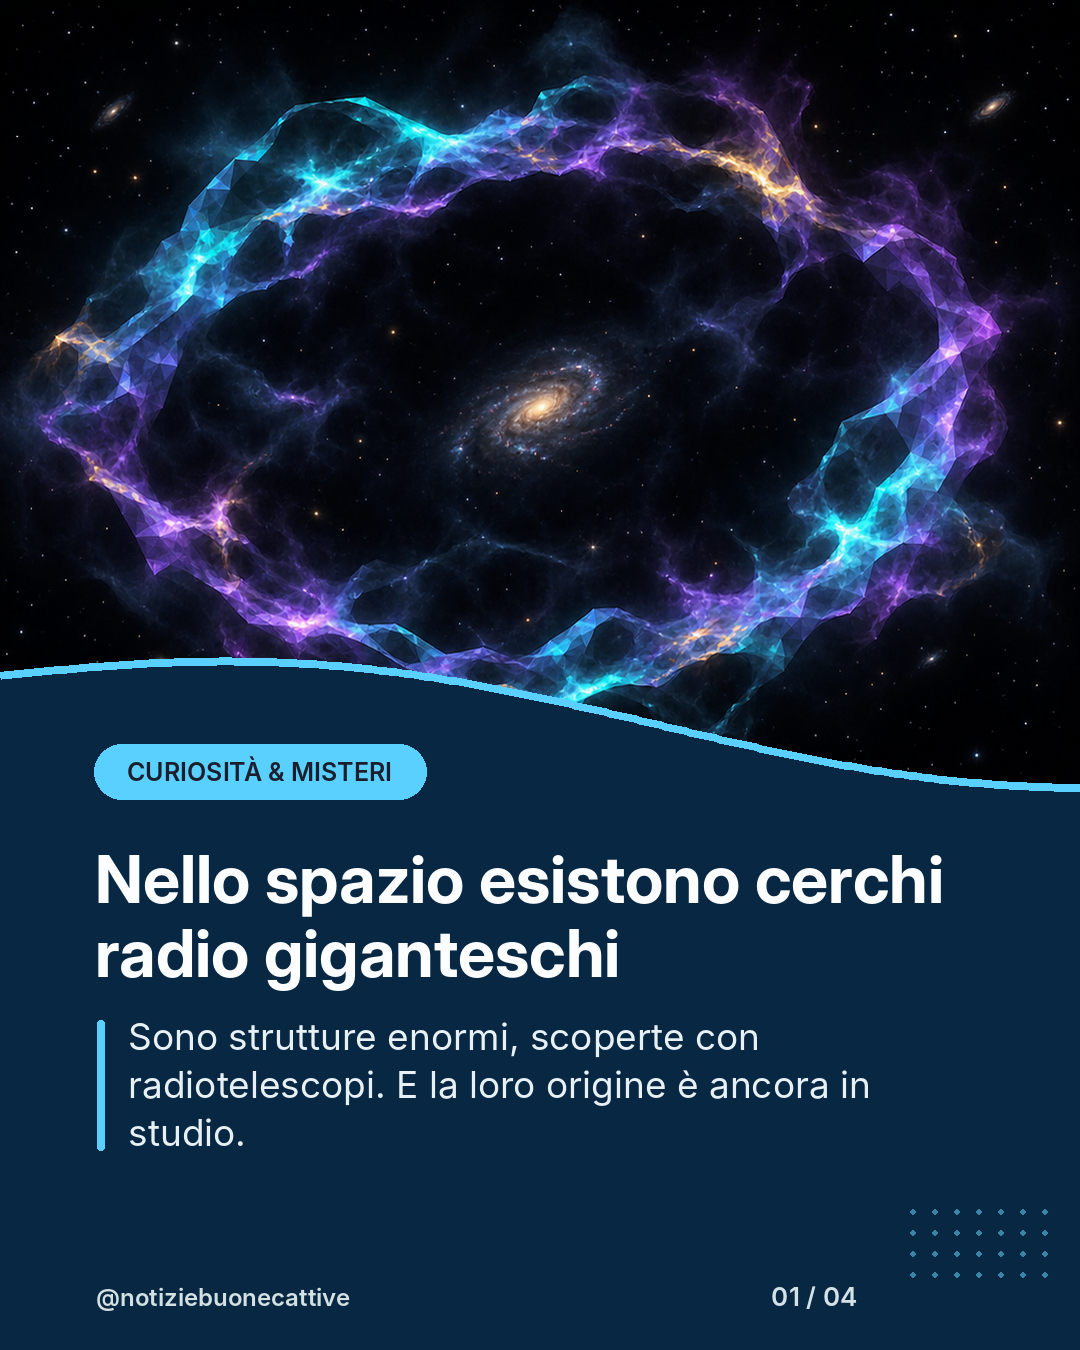 CURIOSITÀ & MISTERI
Nello spazio esistono cerchi
radio giganteschi
Sono strutture enormi, scoperte con
radiotelescopi. E la loro origine è ancora in
studio.
@notiziebuonecattive
01 / 04